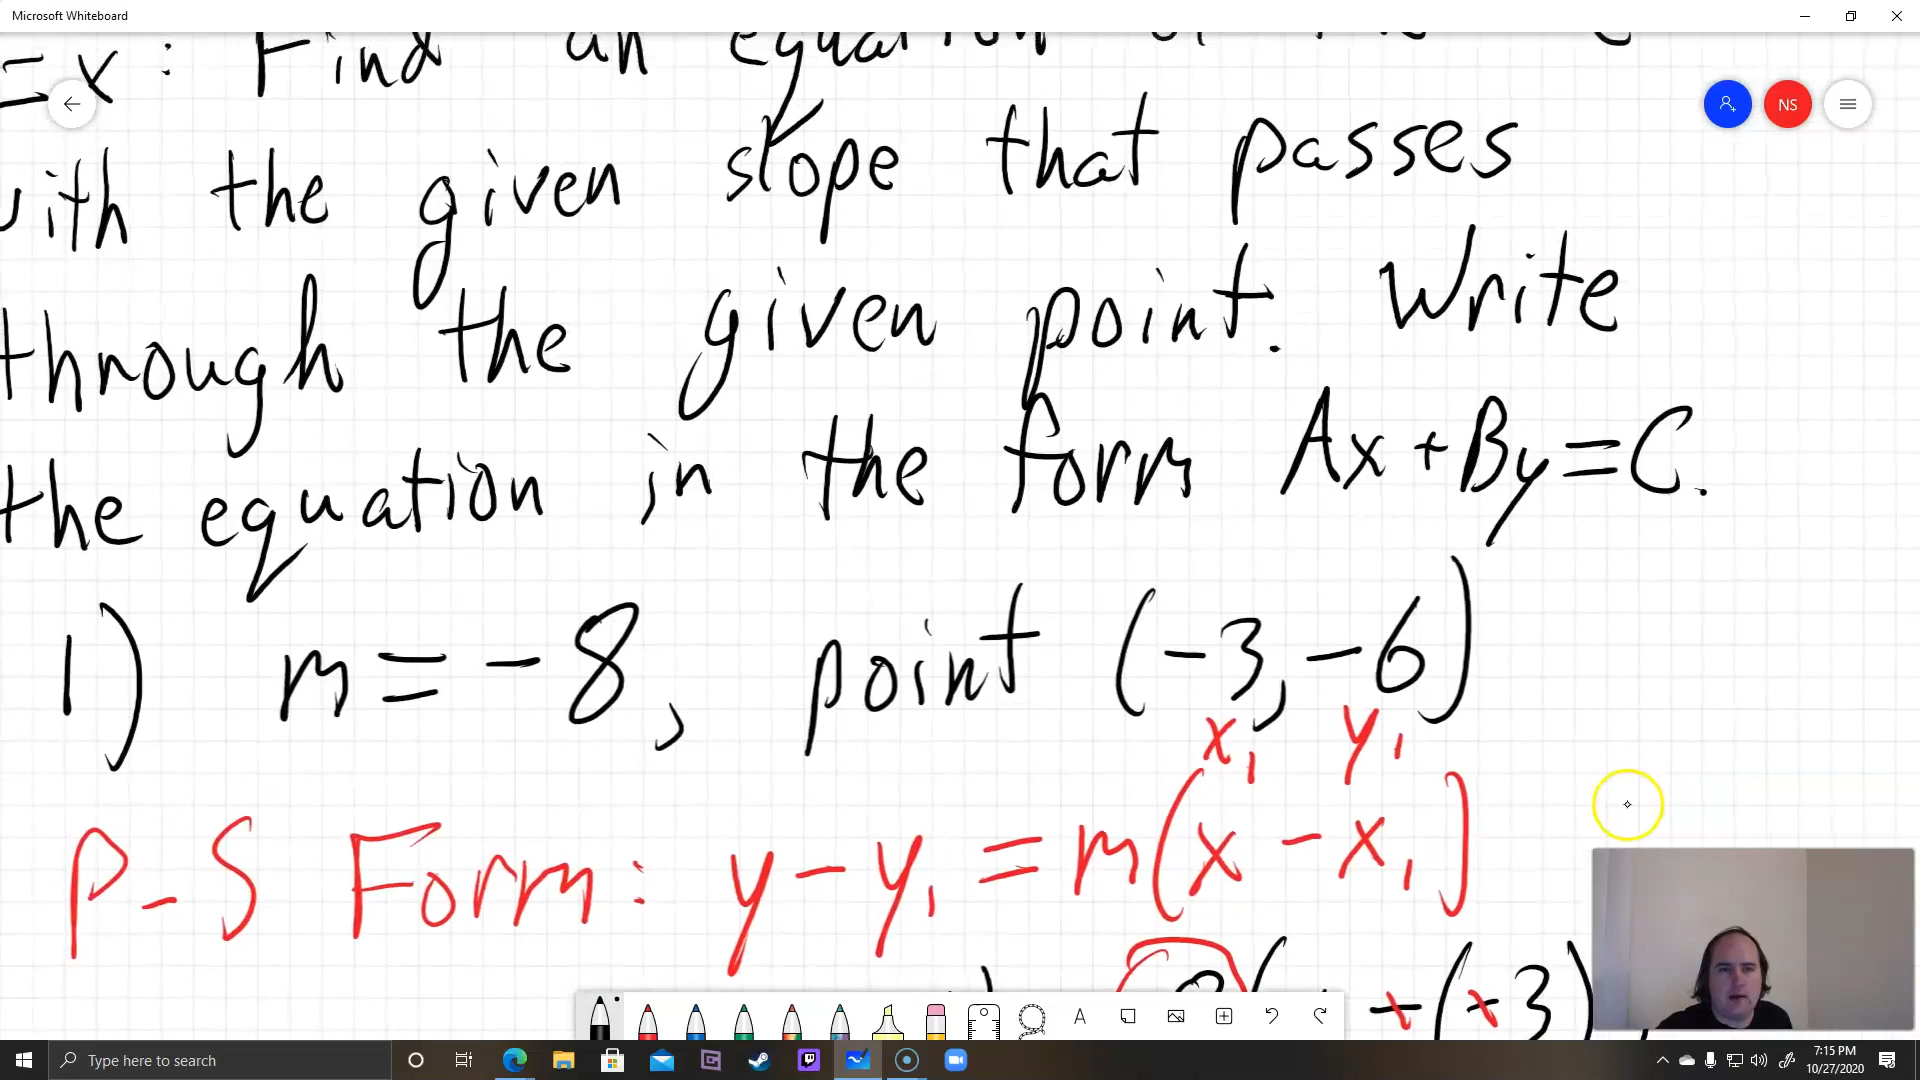 Microsoft Whiteboard
=x: Find an equation of
with the given slope that passes
NS
through the given point. Write
the equation in the form Ax+By=C.
1) m=-8, point (-3,-6)
x₁ y₁
P-S Form: y-y₁=m(x-x₁)
A
Type here to search
7:15 PM
10/27/2020